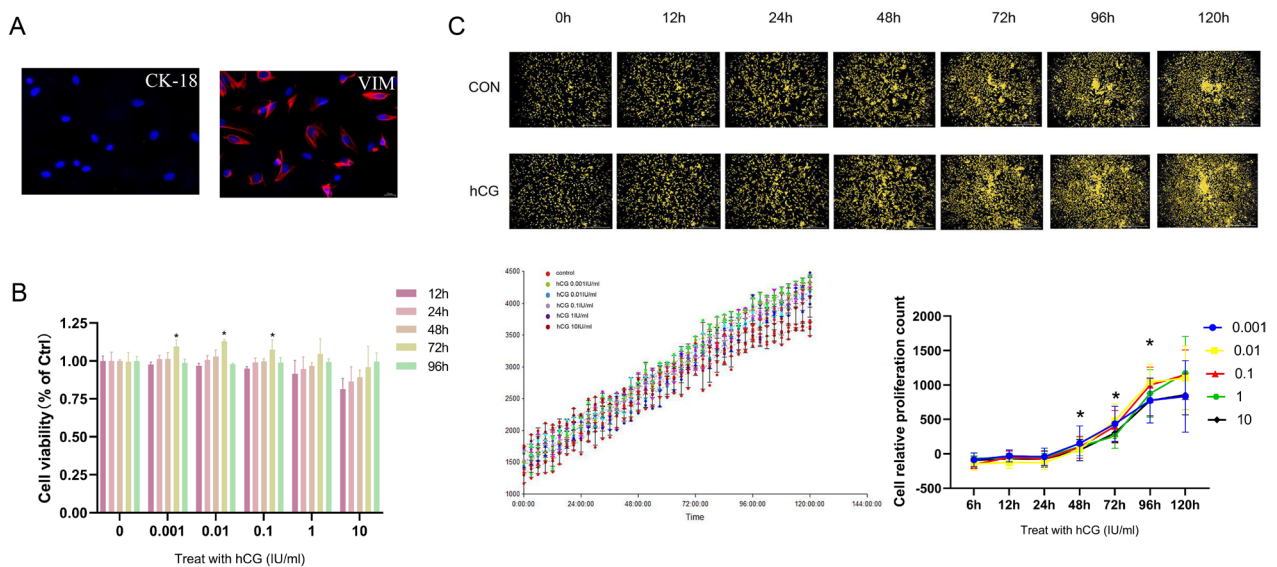 A
CK-18
VIM
C
0h
12h
24h
48h
72h
96h
120h
CON
hCG
B
Cell viability (% of Ctrl)
1.25
1.00
0.75
0.50
0.25
0.00
0
0.001
0.01
0.1
1
10
Treat with hCG (IU/ml)
* * *
12h
24h
48h
72h
96h
4500
4000
3500
3000
2500
2000
1500
1000
0:00:00
24:00:00
48:00:00
72:00:00
96:00:00
120:00:00
144:00:00
Time
control
hCG 0.001IU/ml
hCG 0.01IU/ml
hCG 0.1IU/ml
hCG 1IU/ml
hCG 10IU/ml
Cell relative proliferation count
2000
1500
1000
500
0
-500
6h
12h
24h
48h
72h
96h
120h
Treat with hCG (IU/ml)
* * *
0.001
0.01
0.1
1
10